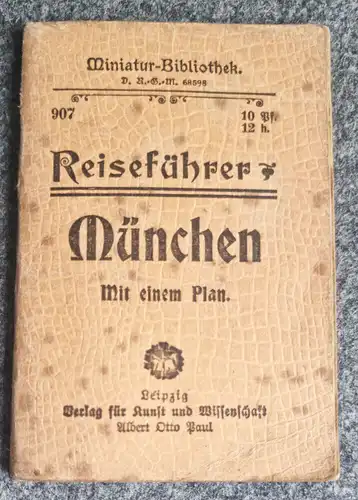 Miniatur-Bibliothek.
D. R.-G.-M. 68598
907
10 Pf.
12 h.
Reiseführer
München
Mit einem Plan.
Leipzig
Verlag für Kunst und Wissenschaft
Albert Otto Paul